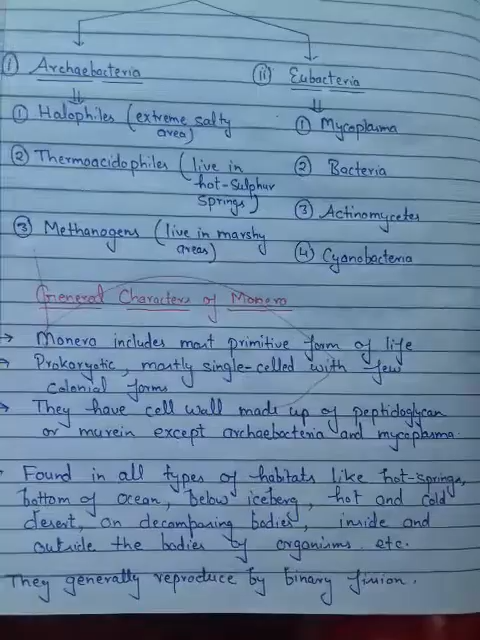 (i) Archaebacteria (ii) Eubacteria
① Halophiles (extreme salty area)
① Mycoplasma
② Thermoacidophiles (live in hot-sulphur springs)
② Bacteria
③ Actinomycetes
③ Methanogens (live in marshy areas)
④ Cyanobacteria
General Characters of Monera
→ Monera includes most primitive form of life
→ Prokaryotic, mostly single-celled with few
colonial forms
→ They have cell wall made up of peptidoglycan
or murein except archaebacteria and mycoplasma.
Found in all types of habitats like hot-springs,
bottom of ocean, below iceberg, hot and cold
desert, on decomposing bodies, inside and
outside the bodies of organisms etc.
They generally reproduce by binary fission.